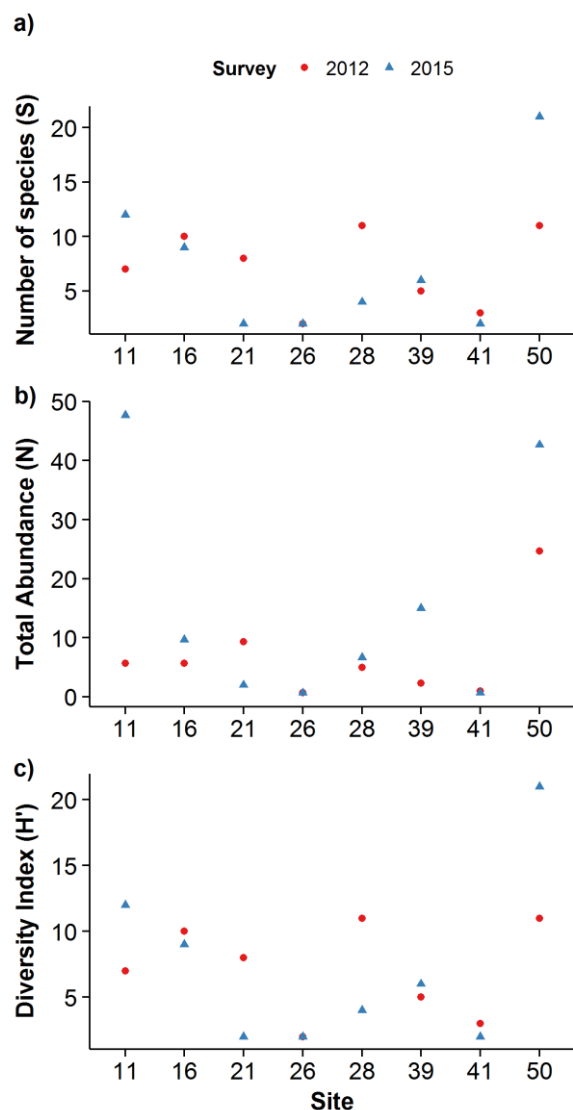 a)
Survey 2012 2015
Number of species (S)
20
15
10
5
11 16 21 26 28 39 41 50
b)
Total Abundance (N)
50
40
30
20
10
0
11 16 21 26 28 39 41 50
c)
Diversity Index (H')
20
15
10
5
11 16 21 26 28 39 41 50
Site